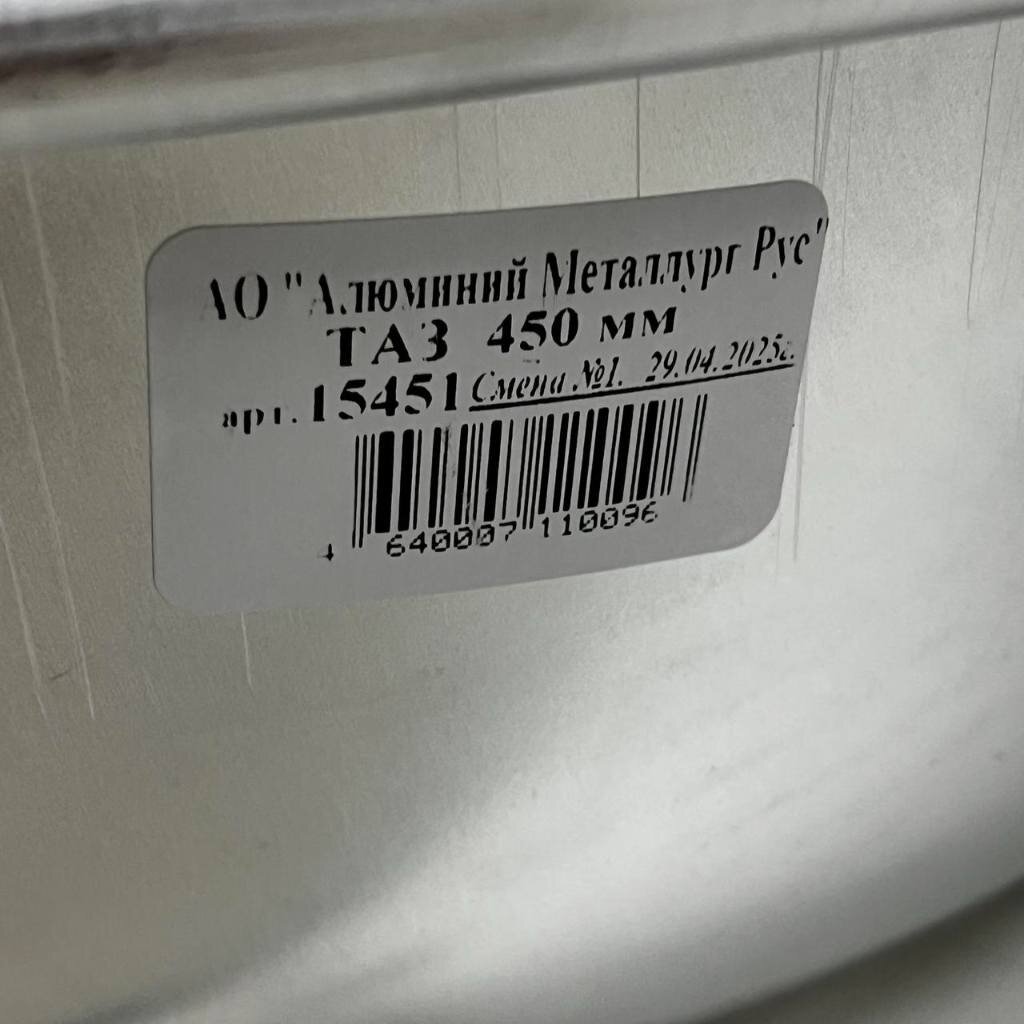 АО "Алюминий Металлург Рус"
ТАЗ 450 мм
арт. 15451 Смена №1. 29.04.2025г.
4 640007 110096